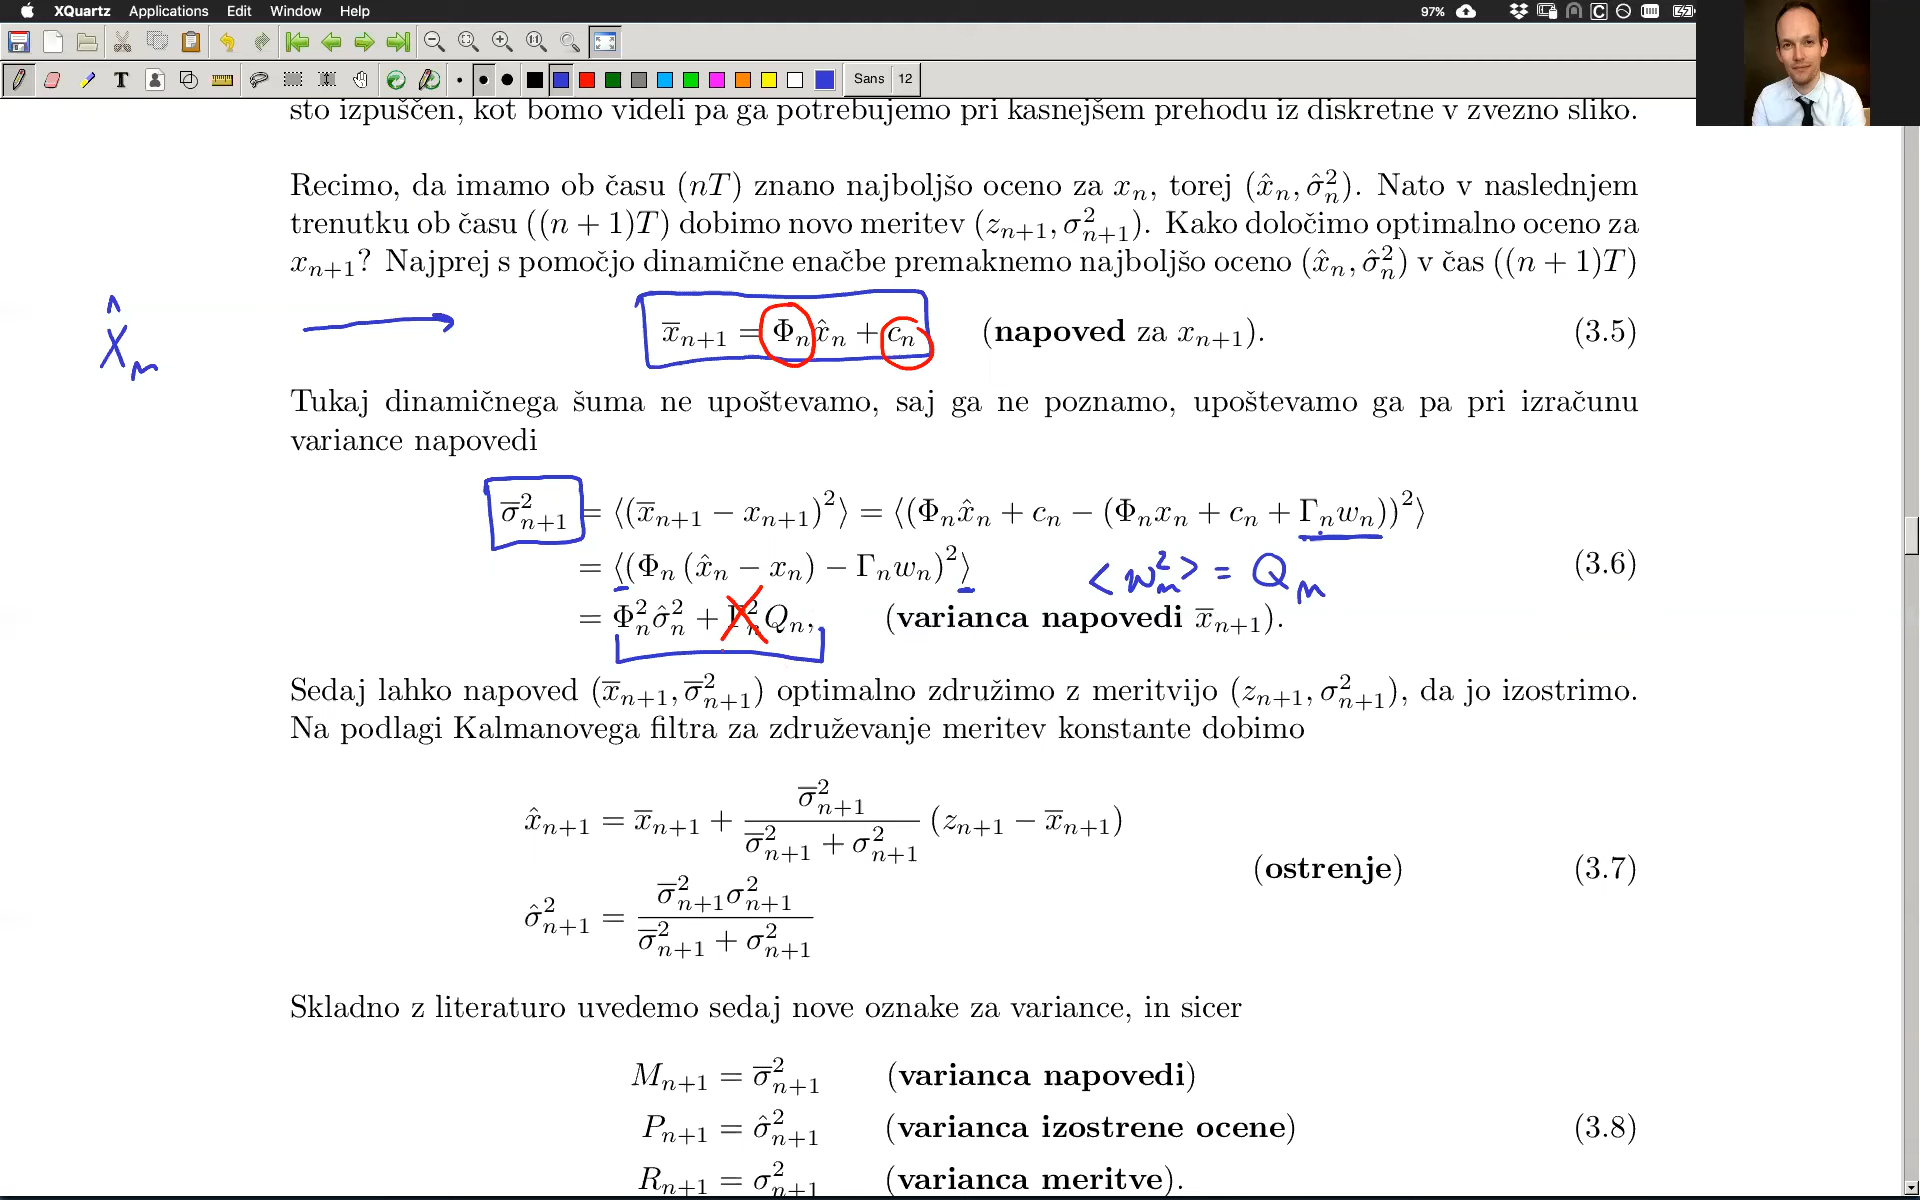 XQuartz Applications Edit Window Help 97%
T Sans 12
sto izpuščen, kot bomo videli pa ga potrebujemo pri kasnejšem prehodu iz diskretne v zvezno sliko.
Recimo, da imamo ob času (nT) znano najboljšo oceno za xₙ, torej (x̂ₙ, σ̂²ₙ). Nato v naslednjem
trenutku ob času ((n + 1)T) dobimo novo meritev (zₙ₊₁, σ²ₙ₊₁). Kako določimo optimalno oceno za
xₙ₊₁? Najprej s pomočjo dinamične enačbe premaknemo najboljšo oceno (x̂ₙ, σ̂²ₙ) v čas ((n + 1)T)
x̂ₙ x̅ₙ₊₁ = Φₙx̂ₙ + cₙ (napoved za xₙ₊₁). (3.5)
Tukaj dinamičnega šuma ne upoštevamo, saj ga ne poznamo, upoštevamo ga pa pri izračunu
variance napovedi
σ̅²ₙ₊₁ = ⟨(x̅ₙ₊₁ − xₙ₊₁)²⟩ = ⟨(Φₙx̂ₙ + cₙ − (Φₙxₙ + cₙ + Γₙwₙ))²⟩
= ⟨(Φₙ (x̂ₙ − xₙ) − Γₙwₙ)²⟩ <wₙ²> = Qₙ (3.6)
= Φ²ₙσ̂²ₙ + Γ²ₙQₙ, (varianca napovedi x̅ₙ₊₁).
Sedaj lahko napoved (x̅ₙ₊₁, σ̅²ₙ₊₁) optimalno združimo z meritvijo (zₙ₊₁, σ²ₙ₊₁), da jo izostrimo.
Na podlagi Kalmanovega filtra za združevanje meritev konstante dobimo
x̂ₙ₊₁ = x̅ₙ₊₁ + σ̅²ₙ₊₁ / (σ̅²ₙ₊₁ + σ²ₙ₊₁) (zₙ₊₁ − x̅ₙ₊₁)
(ostrenje) (3.7)
σ̂²ₙ₊₁ = σ̅²ₙ₊₁σ²ₙ₊₁ / (σ̅²ₙ₊₁ + σ²ₙ₊₁)
Skladno z literaturo uvedemo sedaj nove oznake za variance, in sicer
Mₙ₊₁ = σ̅²ₙ₊₁ (varianca napovedi)
Pₙ₊₁ = σ̂²ₙ₊₁ (varianca izostrene ocene) (3.8)
Rₙ₊₁ = σ²ₙ₊₁ (varianca meritve).